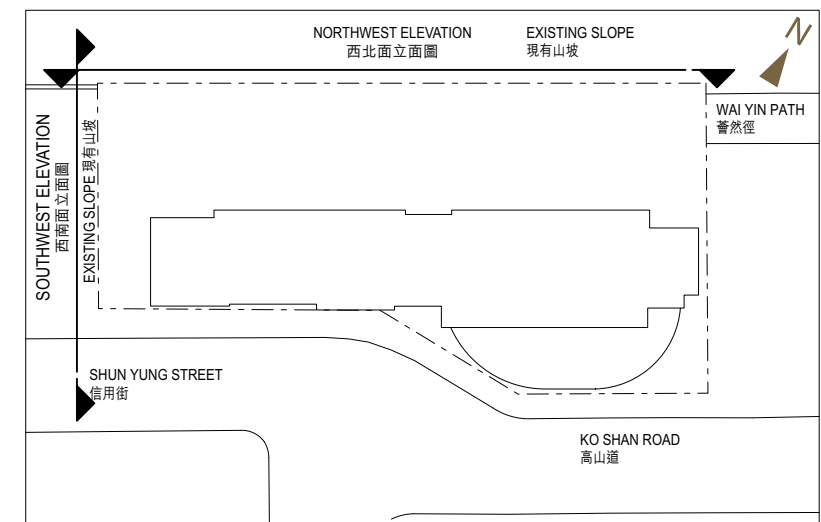 NORTHWEST ELEVATION
西北面立面圖
EXISTING SLOPE
現有山坡
N
WAI YIN PATH
薈然徑
SOUTHWEST ELEVATION
西南面立面圖
EXISTING SLOPE 現有山坡
SHUN YUNG STREET
信用街
KO SHAN ROAD
高山道